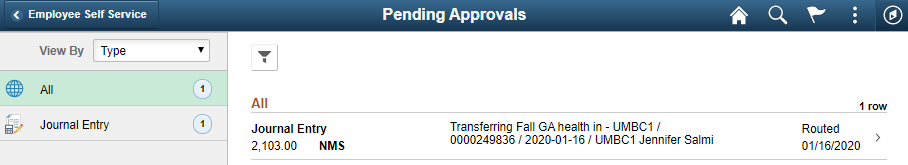 Employee Self Service
Pending Approvals
View By Type
All 1
Journal Entry 1
All
1 row
Journal Entry
2,103.00 NMS
Transferring Fall GA health in - UMBC1 /
0000249836 / 2020-01-16 / UMBC1 Jennifer Salmi
Routed
01/16/2020